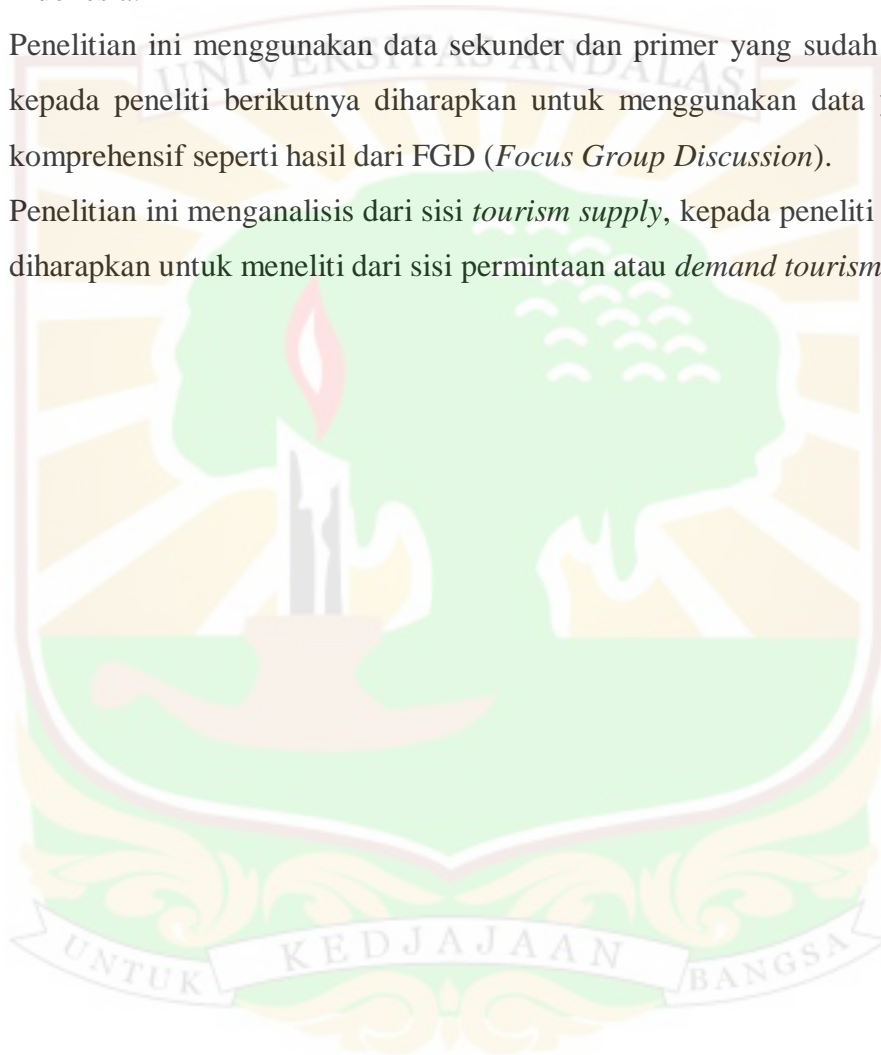 Penelitian ini menggunakan data sekunder dan primer yang sudah
kepada peneliti berikutnya diharapkan untuk menggunakan data
komprehensif seperti hasil dari FGD (Focus Group Discussion).
Penelitian ini menganalisis dari sisi tourism supply, kepada peneliti
diharapkan untuk meneliti dari sisi permintaan atau demand tourism
UNIVERSITAS ANDALAS
UNTUK KEDJAJAAN BANGSA